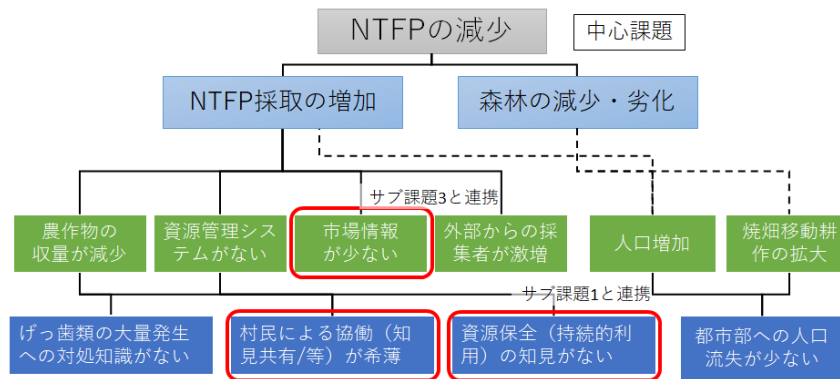 NTFPの減少
中心課題
NTFP採取の増加
森林の減少・劣化
サブ課題3と連携
農作物の
収量が減少
資源管理シス
テムがない
市場情報
が少ない
外部からの採
集者が激増
人口増加
焼畑移動耕
作の拡大
サブ課題1と連携
げっ歯類の大量発生
への対処知識がない
村民による協働（知
見共有/等）が希薄
資源保全（持続的利
用）の知見がない
都市部への人口
流失が少ない